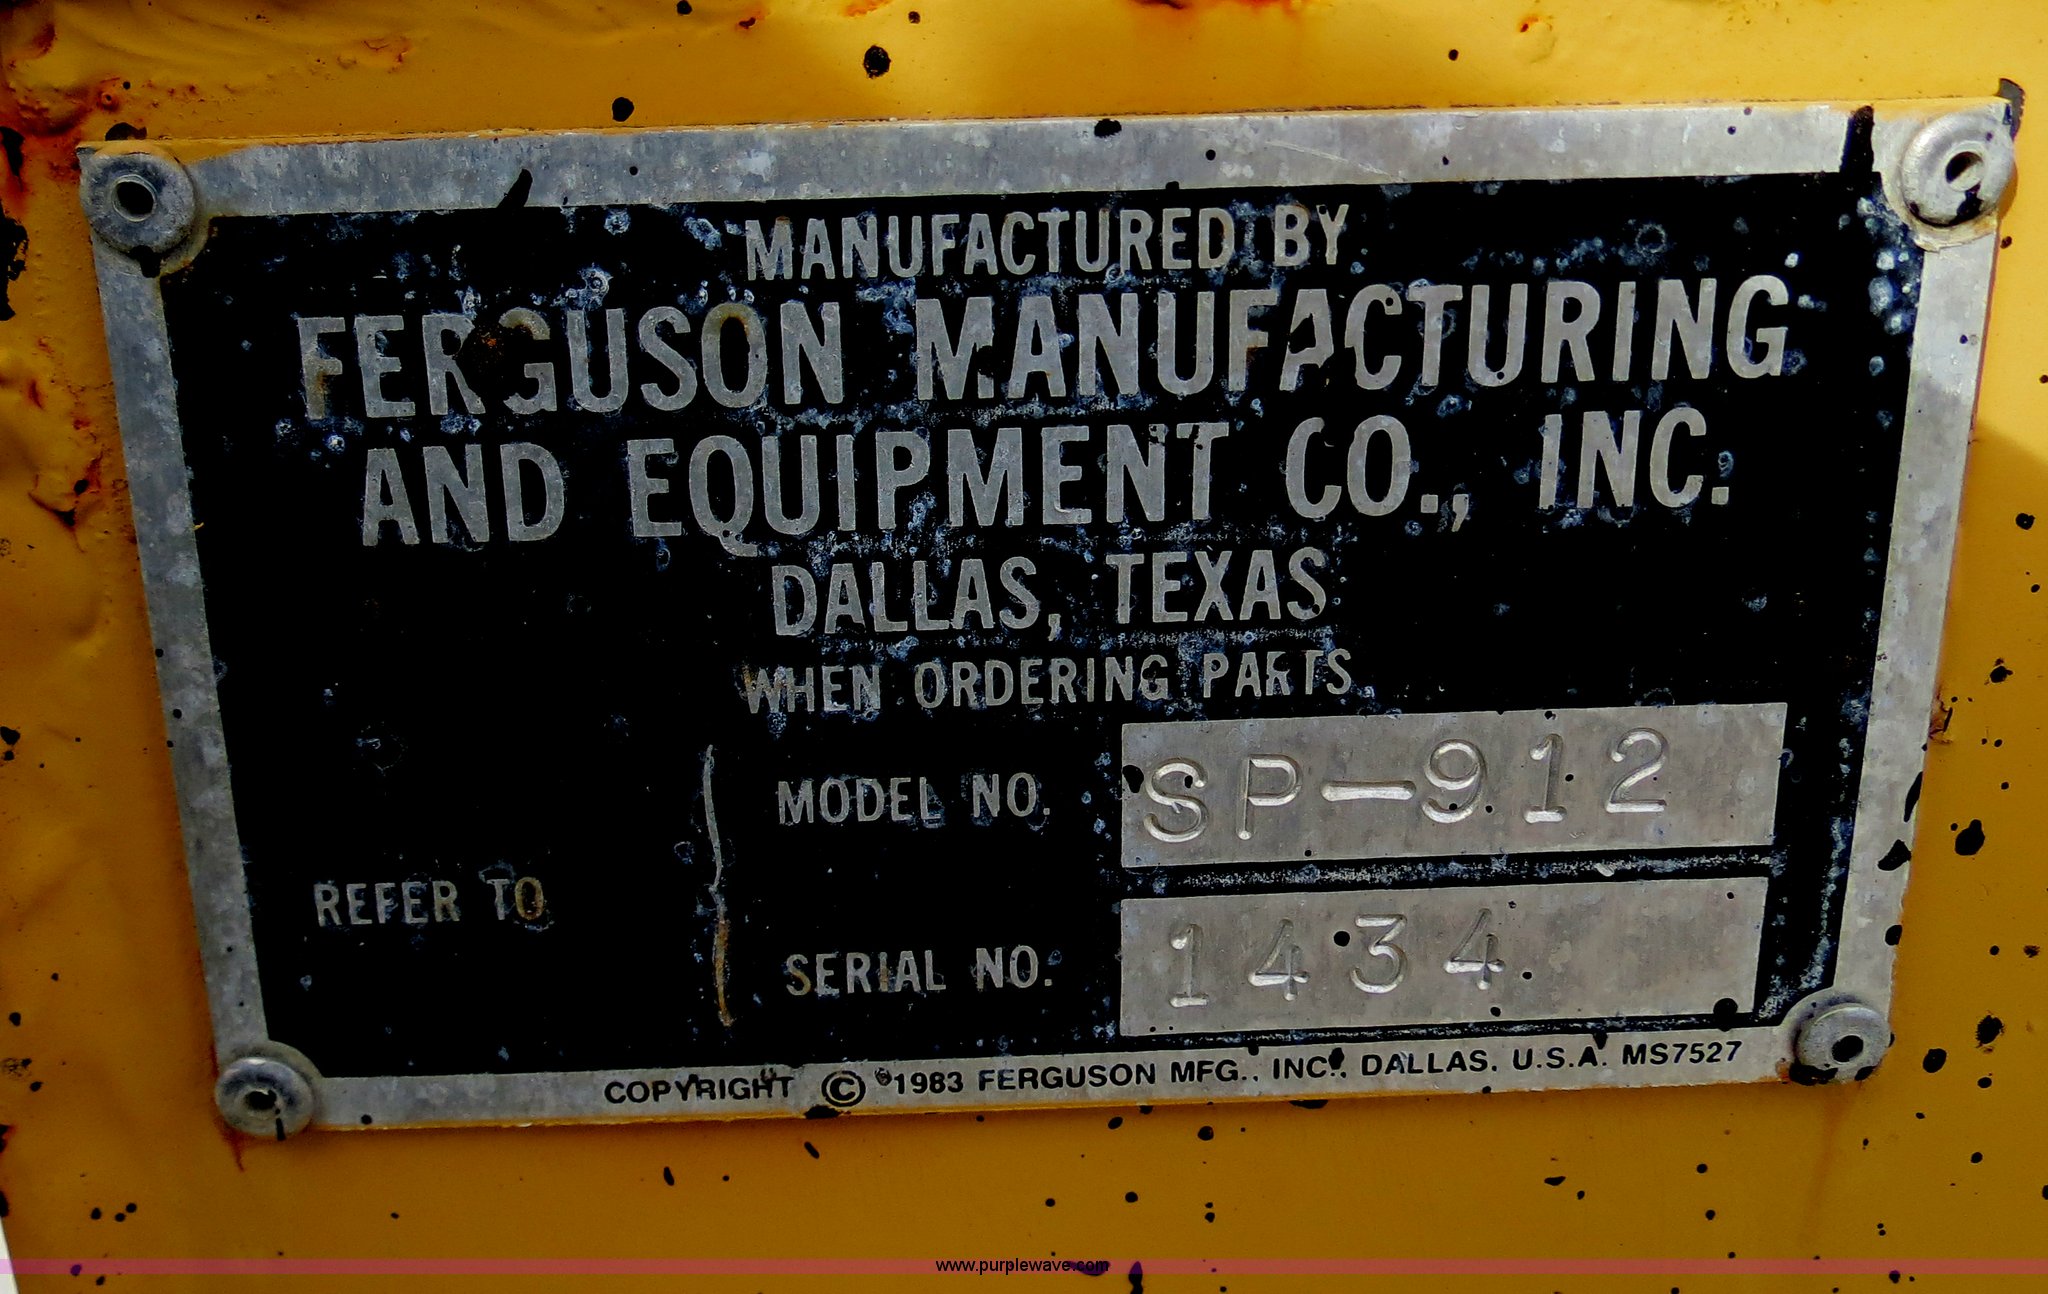 MANUFACTURED BY
FERGUSON MANUFACTURING
AND EQUIPMENT CO., INC.
DALLAS, TEXAS
WHEN ORDERING PARTS
MODEL NO. SP-912
REFER TO
SERIAL NO. 1434
COPYRIGHT © 1983 FERGUSON MFG., INC. DALLAS, U.S.A. MS7527
www.purplewave.com